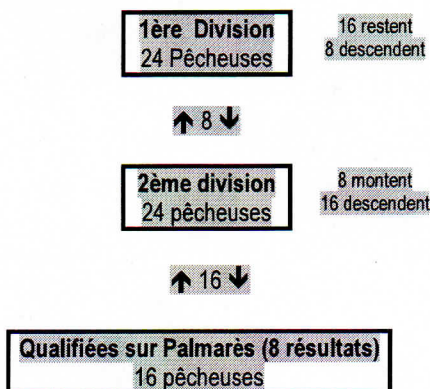 1ère Division
24 Pêcheuses
16 restent
8 descendent
↑ 8 ↓
2ème division
24 pêcheuses
8 montent
16 descendent
↑ 16 ↓
Qualifiées sur Palmarès (8 résultats)
16 pêcheuses